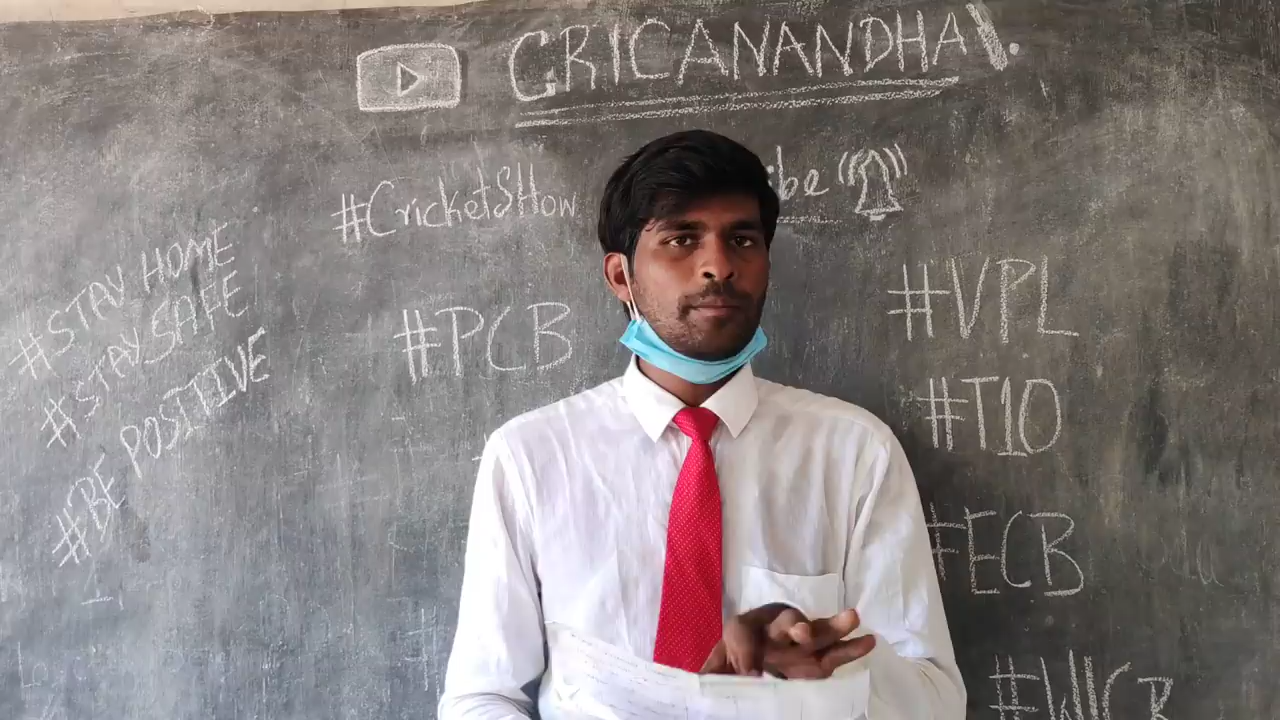 CRICANANDHA
#CricketSHow
#STAY HOME
#STAY SAFE
#BE POSITIVE
#PCB
#VPL
#T10
#ECB